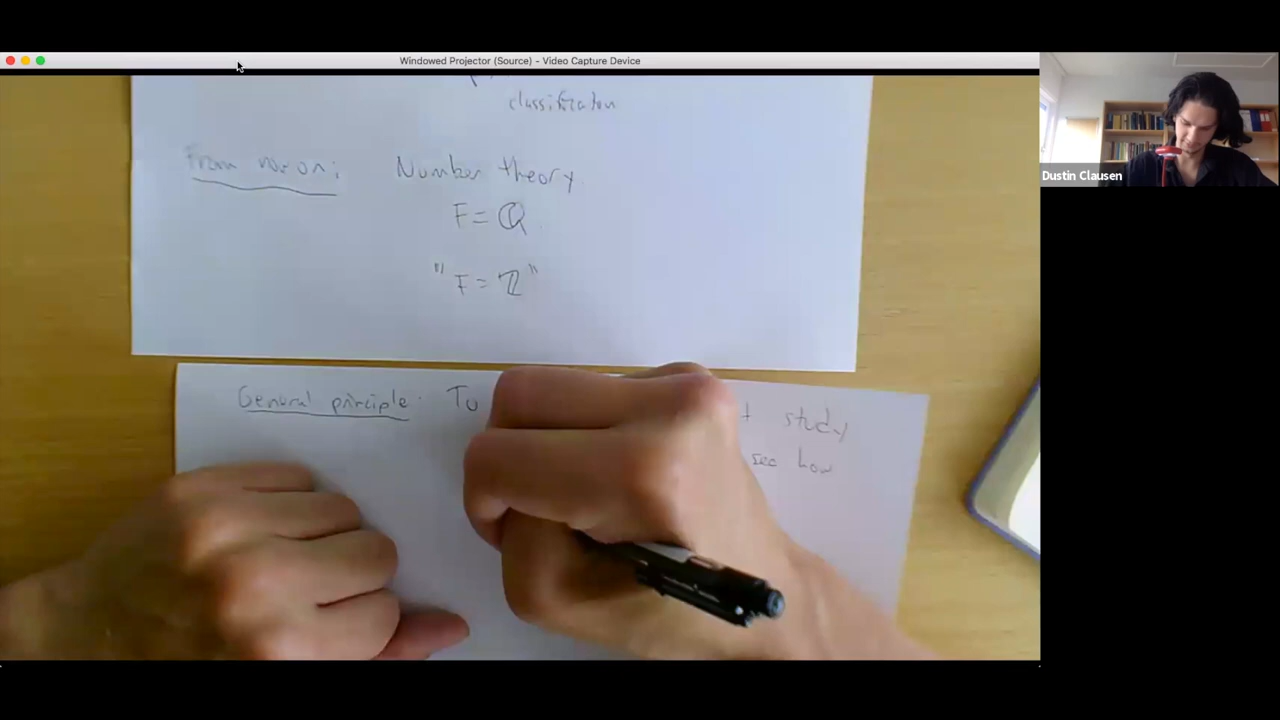 Windowed Projector (Source) - Video Capture Device
classification
From now on: Number theory
F = ℚ
"F = ℤ"
Dustin Clausen
General principle: To study
see how